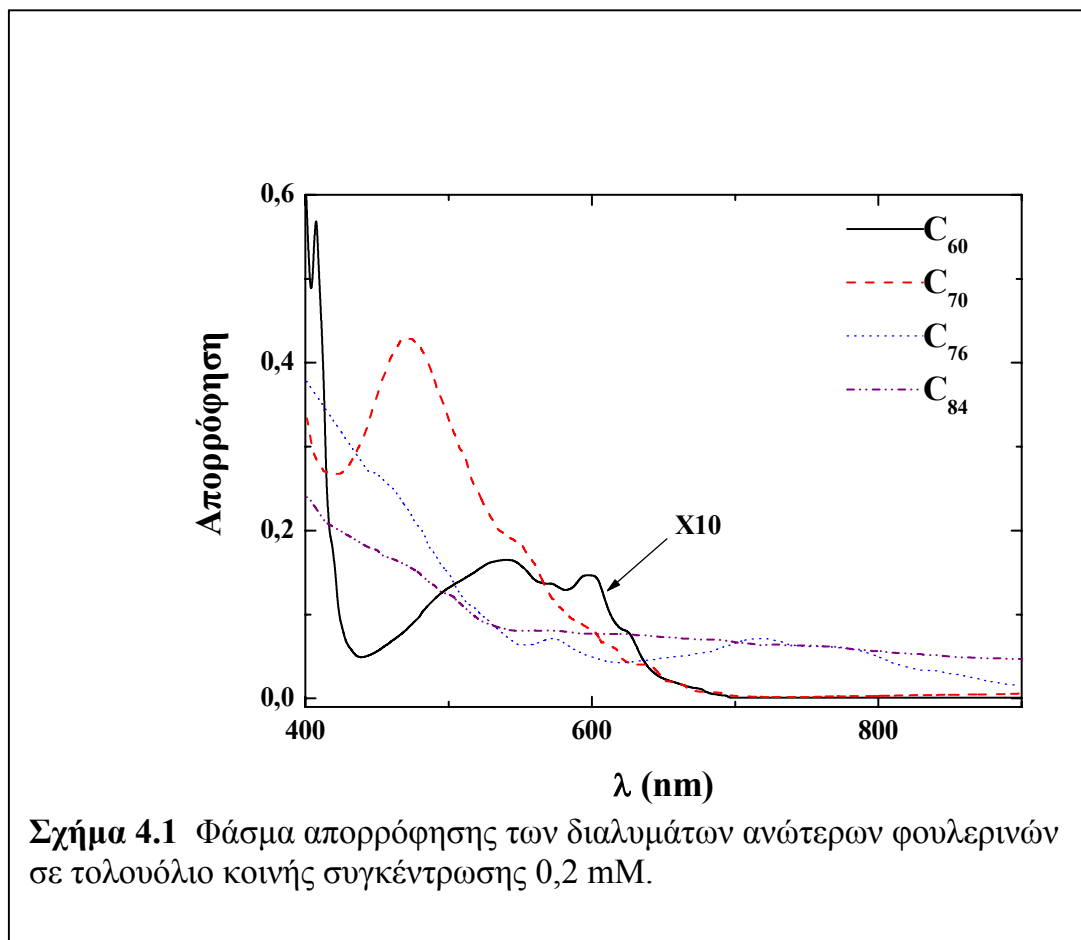 0,6
0,4
0,2
0,0
Απορρόφηση
C60
C70
C76
C84
X10
400
600
800
λ (nm)
Σχήμα 4.1 Φάσμα απορρόφησης των διαλυμάτων ανώτερων φουλερινών
σε τολουόλιο κοινής συγκέντρωσης 0,2 mM.